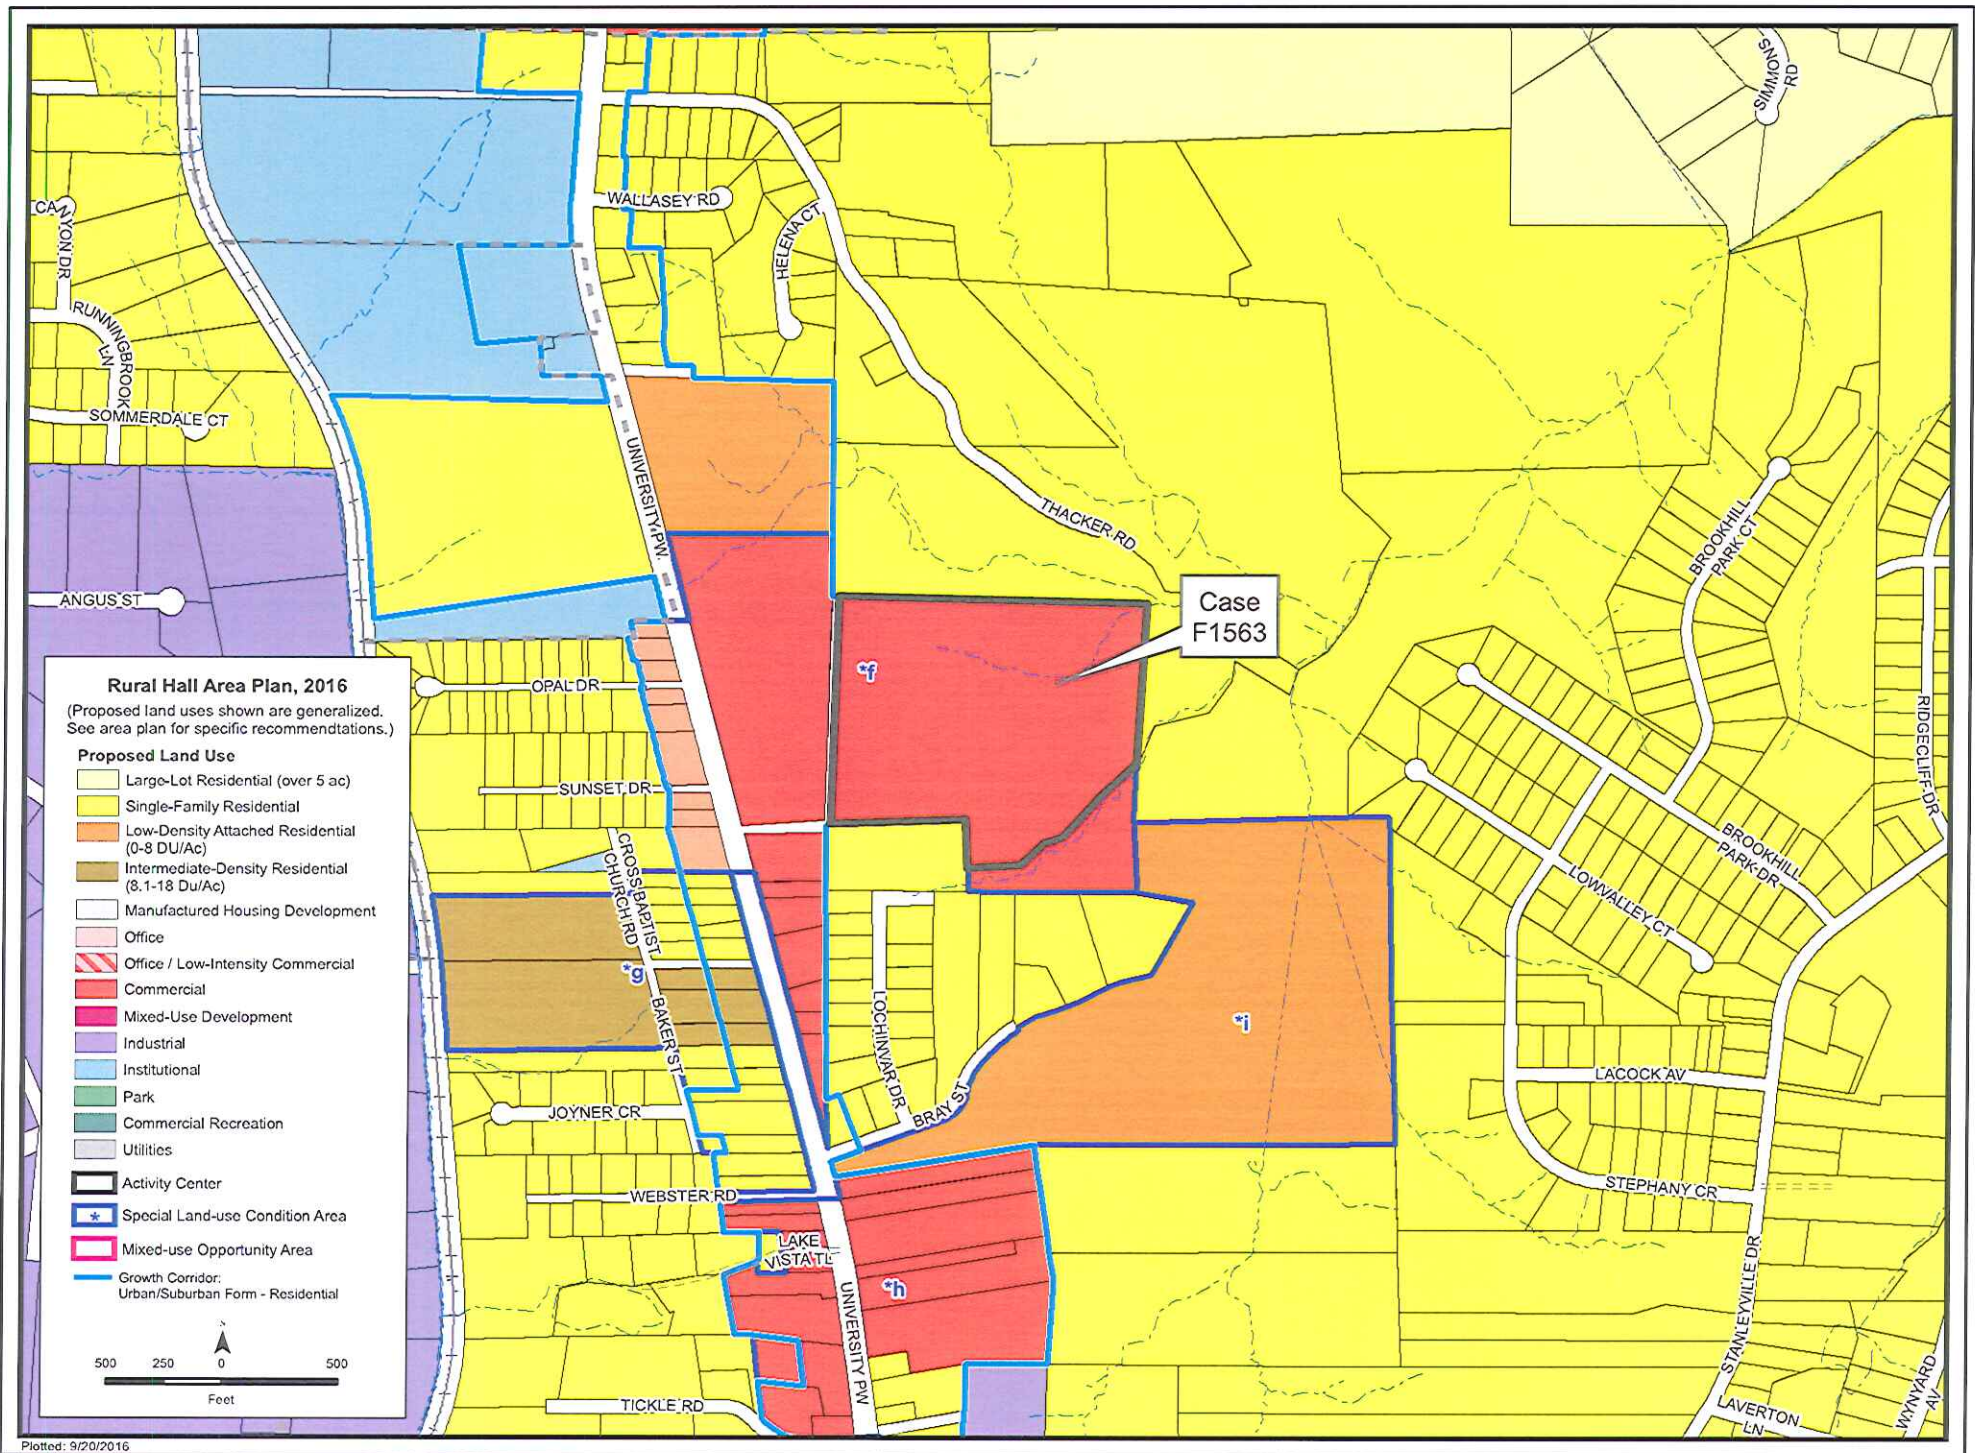 SIMMONS
RD
CANYON DR
WALLASEY RD
HELENA CT
RUNNINGBROOK
LN
SOMMERDALE CT
UNIVERSITY PW
THACKER RD
BROOKHILL
PARK CT
ANGUS ST
Case
F1563
*f
OPAL DR
SUNSET DR
RIDGECLIFF DR
CROSS BAPTIST
CHURCH RD
BROOKHILL
PARK DR
LOWVALLEY CT
*g
BAKER ST
LOCHINVAR DR
*i
BRAY ST
LACOCK AV
JOYNER CR
STEPHANY CR
WEBSTER RD
LAKE
VISTA TL
*h
UNIVERSITY PW
STANLEYVILLE DR
TICKLE RD
LAVERTON
LN
WYNYARD
AV
Rural Hall Area Plan, 2016
(Proposed land uses shown are generalized.
See area plan for specific recommendtations.)
Proposed Land Use
Large-Lot Residential (over 5 ac)
Single-Family Residential
Low-Density Attached Residential
(0-8 DU/Ac)
Intermediate-Density Residential
(8.1-18 Du/Ac)
Manufactured Housing Development
Office
Office / Low-Intensity Commercial
Commercial
Mixed-Use Development
Industrial
Institutional
Park
Commercial Recreation
Utilities
Activity Center
* Special Land-use Condition Area
Mixed-use Opportunity Area
Growth Corridor:
Urban/Suburban Form - Residential
500 250 0 500
Feet
Plotted: 9/20/2016